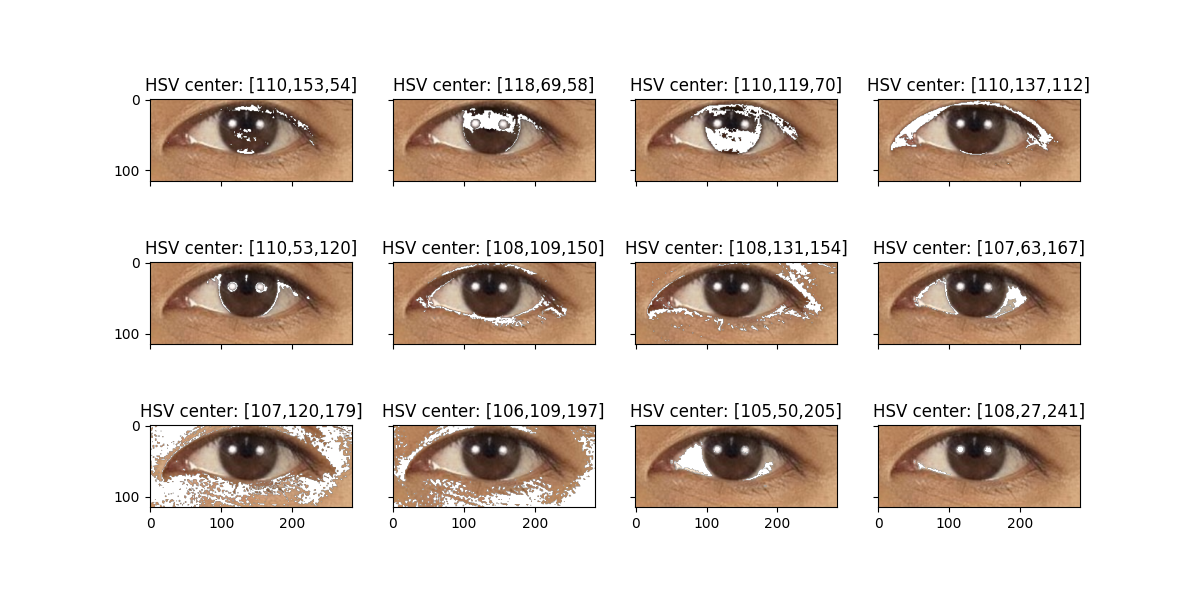 HSV center: [110,153,54]
HSV center: [118,69,58]
HSV center: [110,119,70]
HSV center: [110,137,112]
0
100
HSV center: [110,53,120]
HSV center: [108,109,150]
HSV center: [108,131,154]
HSV center: [107,63,167]
0
100
HSV center: [107,120,179]
HSV center: [106,109,197]
HSV center: [105,50,205]
HSV center: [108,27,241]
0
100
0 100 200
0 100 200
0 100 200
0 100 200